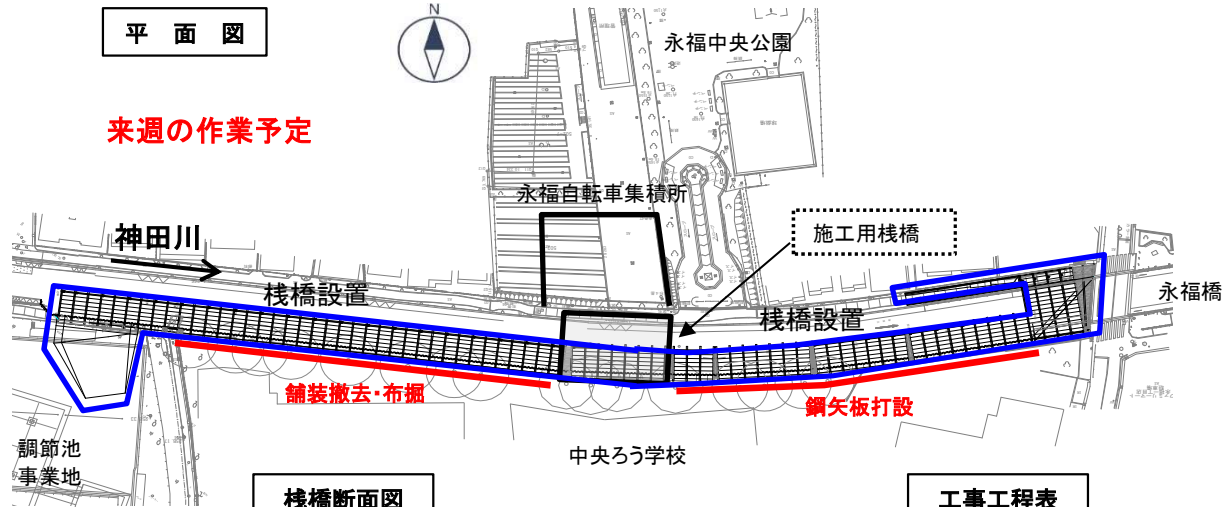 平 面 図
N
永福中央公園
来週の作業予定
永福自転車集積所
施工用桟橋
神田川
桟橋設置
桟橋設置
永福橋
舗装撤去・布掘
鋼矢板打設
調節池
事業地
中央ろう学校
桟橋断面図
工事工程表